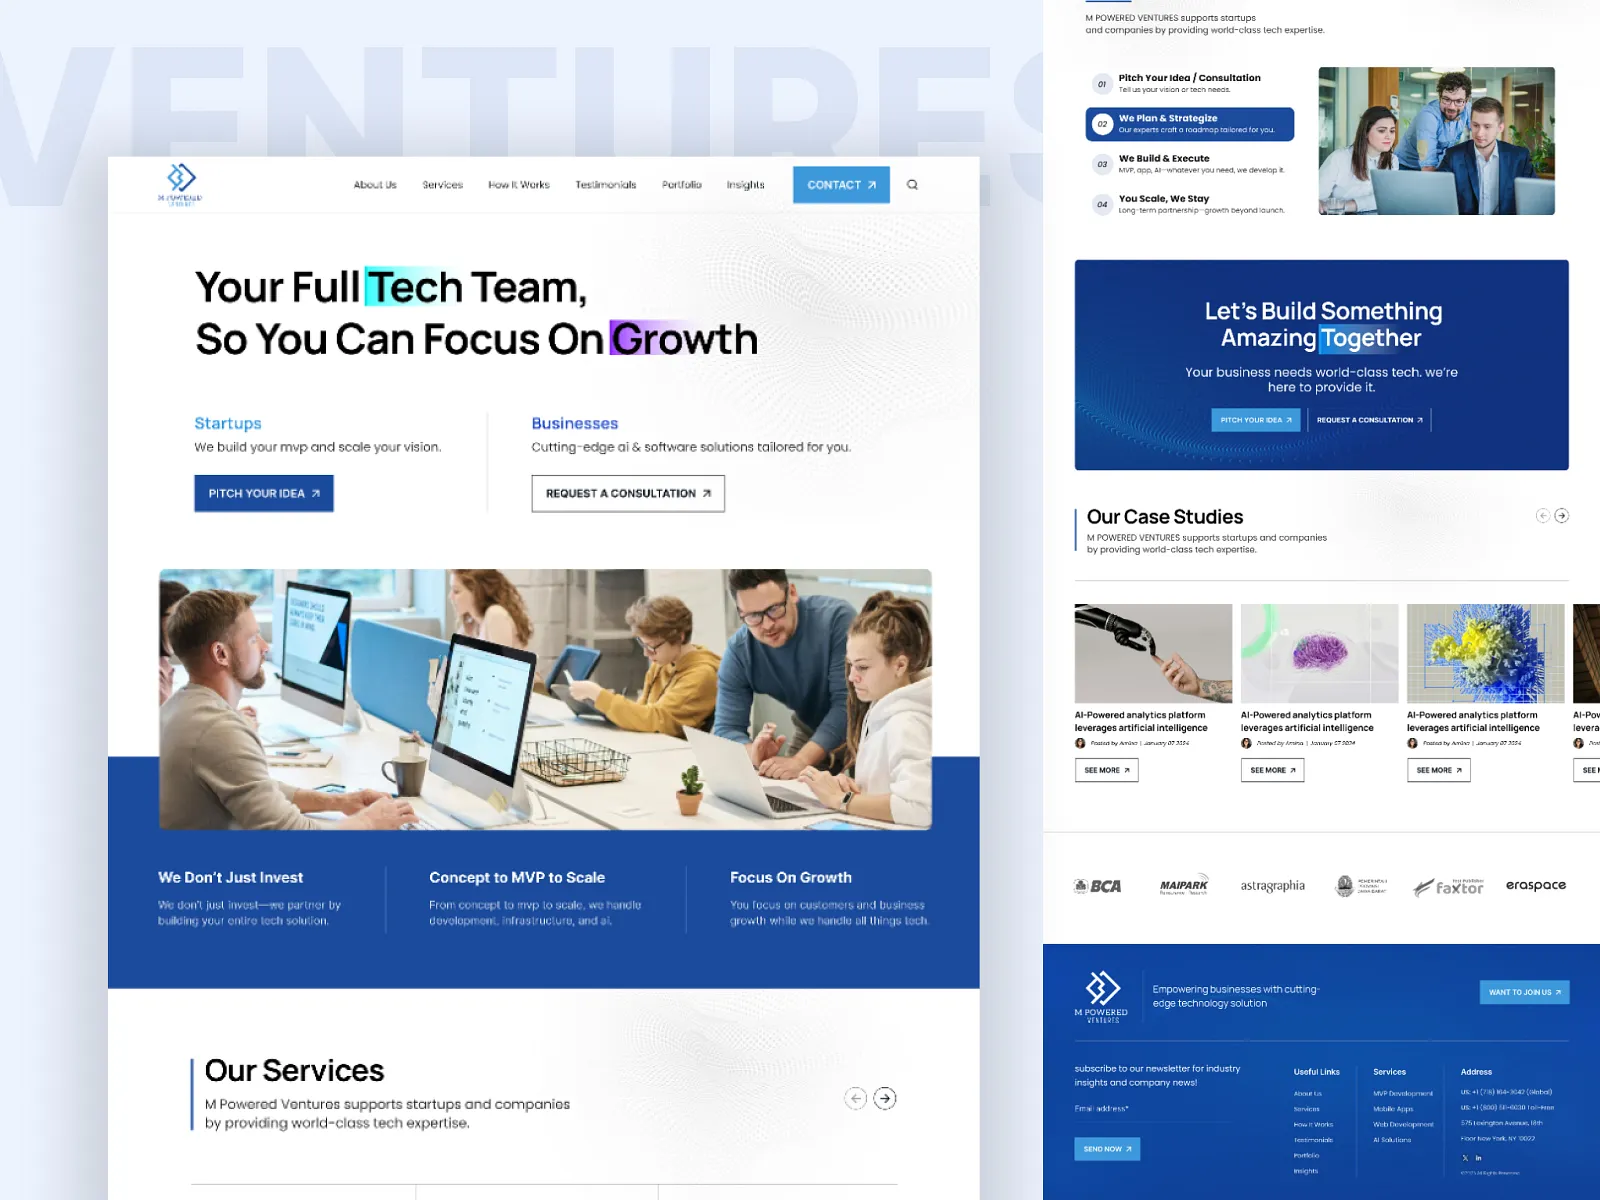 VENTURES
M POWERED
VENTURES
About Us
Services
How It Works
Testimonials
Portfolio
Insights
CONTACT
Your Full Tech Team,
So You Can Focus On Growth
Startups
We build your mvp and scale your vision.
PITCH YOUR IDEA
Businesses
Cutting-edge ai & software solutions tailored for you.
REQUEST A CONSULTATION
We Don't Just Invest
We don't just invest—we partner by
building your entire tech solution.
Concept to MVP to Scale
From concept to mvp to scale, we handle
development, infrastructure, and ai.
Focus On Growth
You focus on customers and business
growth while we handle all things tech.
Our Services
M Powered Ventures supports startups and companies
by providing world-class tech expertise.
M POWERED VENTURES supports startups
and companies by providing world-class tech expertise.
01
Pitch Your Idea / Consultation
Tell us your vision or tech needs.
02
We Plan & Strategize
Our experts craft a roadmap tailored for you.
03
We Build & Execute
MVP, app, AI—whatever you need, we develop it.
04
You Scale, We Stay
Long-term partnership—growth beyond launch.
Let's Build Something
Amazing Together
Your business needs world-class tech. we're
here to provide it.
PITCH YOUR IDEA
REQUEST A CONSULTATION
Our Case Studies
M POWERED VENTURES supports startups and companies
by providing world-class tech expertise.
AI-Powered analytics platform
leverages artificial intelligence
Posted by Amina | January 07 2024
SEE MORE
AI-Powered analytics platform
leverages artificial intelligence
Posted by Amina | January 07 2024
SEE MORE
AI-Powered analytics platform
leverages artificial intelligence
Posted by Amina | January 07 2024
SEE MORE
AI-Po
levera
SEE
BCA
MAIPARK
astragraphia
faxtor
eraspace
M POWERED
VENTURES
Empowering businesses with cutting-
edge technology solution
WANT TO JOIN US
subscribe to our newsletter for industry
insights and company news!
Email address*
SEND NOW
Useful Links
About Us
Services
How It Works
Testimonials
Portfolio
Insights
Services
MVP Development
Mobile Apps
Web Development
AI Solutions
Address
575 Lexington Avenue, 18th
Floor New York, NY 10022